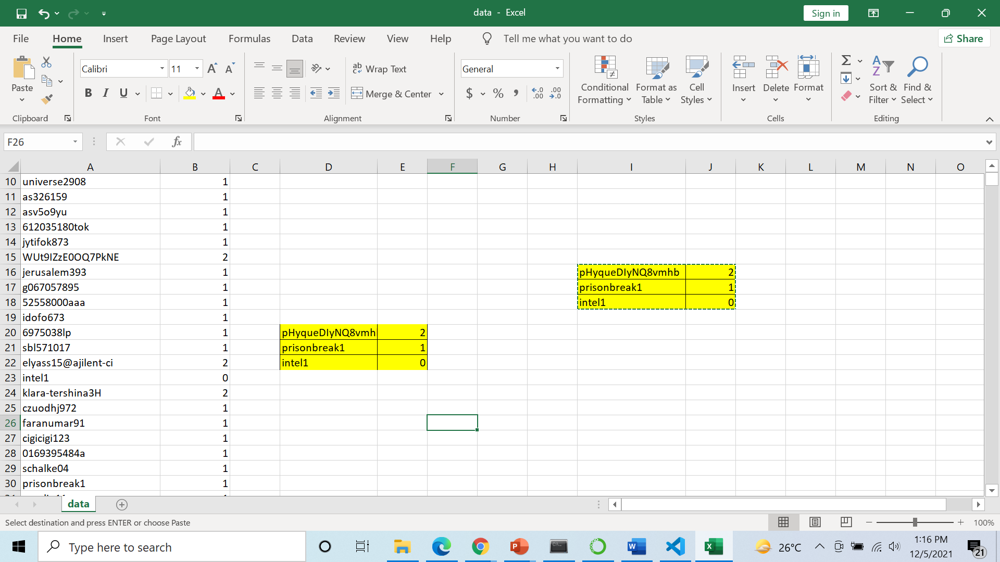 data - Excel
Sign in
File Home Insert Page Layout Formulas Data Review View Help Tell me what you want to do Share
Paste
Clipboard
Calibri 11
B I U A
Font
ab Wrap Text
Merge & Center
Alignment
General
$ % 9 .00 .00
Number
Conditional Formatting
Format as Table
Cell Styles
Styles
Insert Delete Format
Cells
Sort & Filter
Find & Select
Editing
F26 fx
A B C D E F G H I J K L M N O
10 universe2908 1
11 as326159 1
12 asv5o9yu 1
13 612035180tok 1
14 jytifok873 1
15 WUt9IZzE0OQ7PkNE 2
16 jerusalem393 1 pHyqueDIyNQ8vmhb 2
17 g067057895 1 prisonbreak1 1
18 52558000aaa 1 intel1 0
19 idofo673 1
20 6975038lp 1 pHyqueDIyNQ8vmh 2
21 sbl571017 1 prisonbreak1 1
22 elyass15@ajilent-ci 2 intel1 0
23 intel1 0
24 klara-tershina3H 2
25 czuodhj972 1
26 faranumar91 1
27 cigicigi123 1
28 0169395484a 1
29 schalke04 1
30 prisonbreak1 1
data
Select destination and press ENTER or choose Paste
100%
Type here to search
26°C
1:16 PM
12/5/2021
21